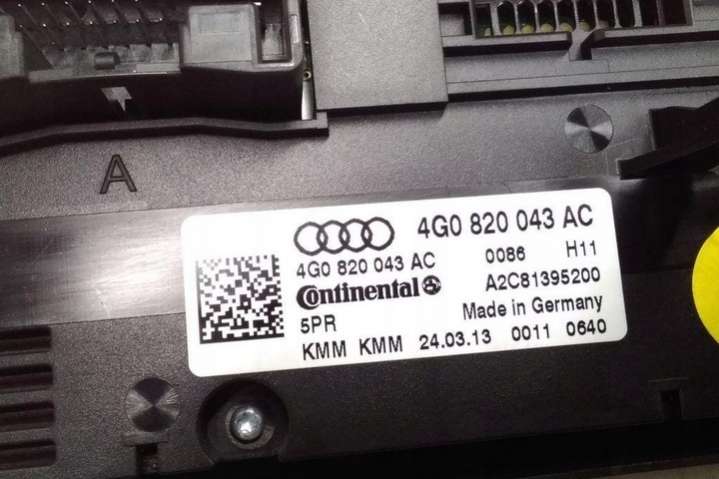 A
4G0 820 043 AC
4G0 820 043 AC 0086 H11
Continental A2C81395200
5PR Made in Germany
KMM KMM 24.03.13 0011 0640